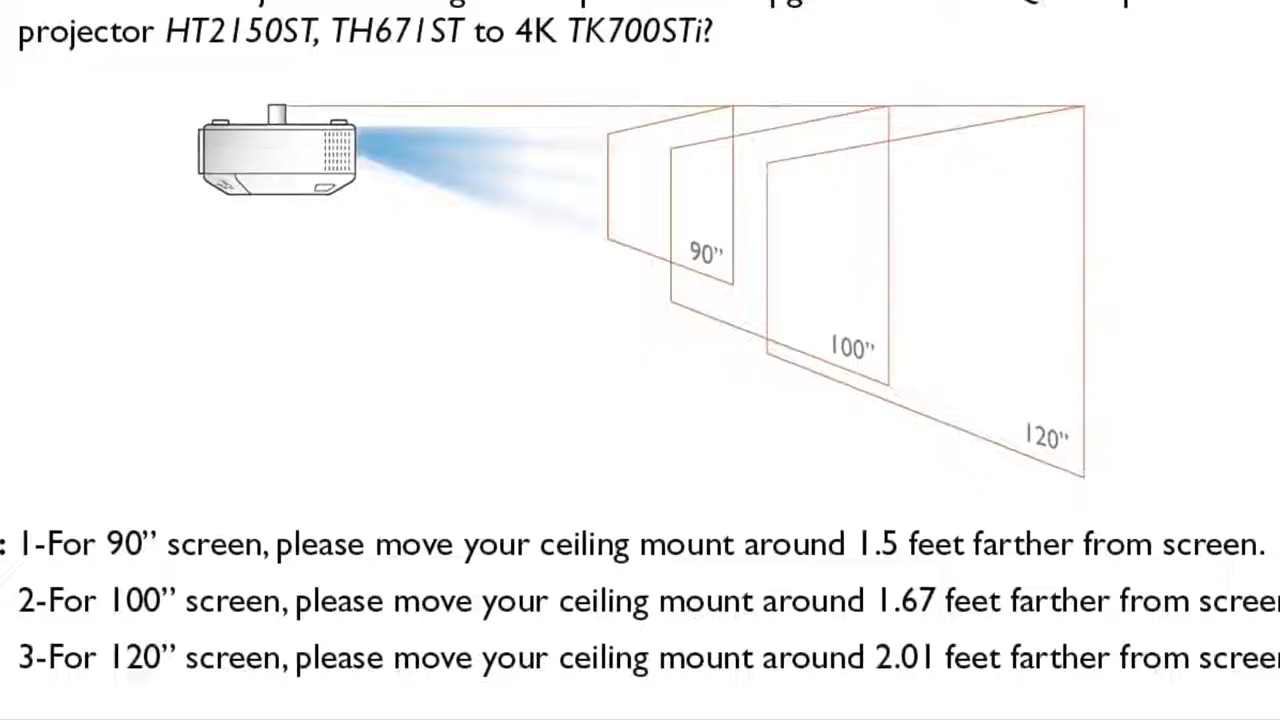 projector HT2150ST, TH671ST to 4K TK700STi?
90”
100”
120”
: 1-For 90” screen, please move your ceiling mount around 1.5 feet farther from screen.
2-For 100” screen, please move your ceiling mount around 1.67 feet farther from
3-For 120” screen, please move your ceiling mount around 2.01 feet farther from